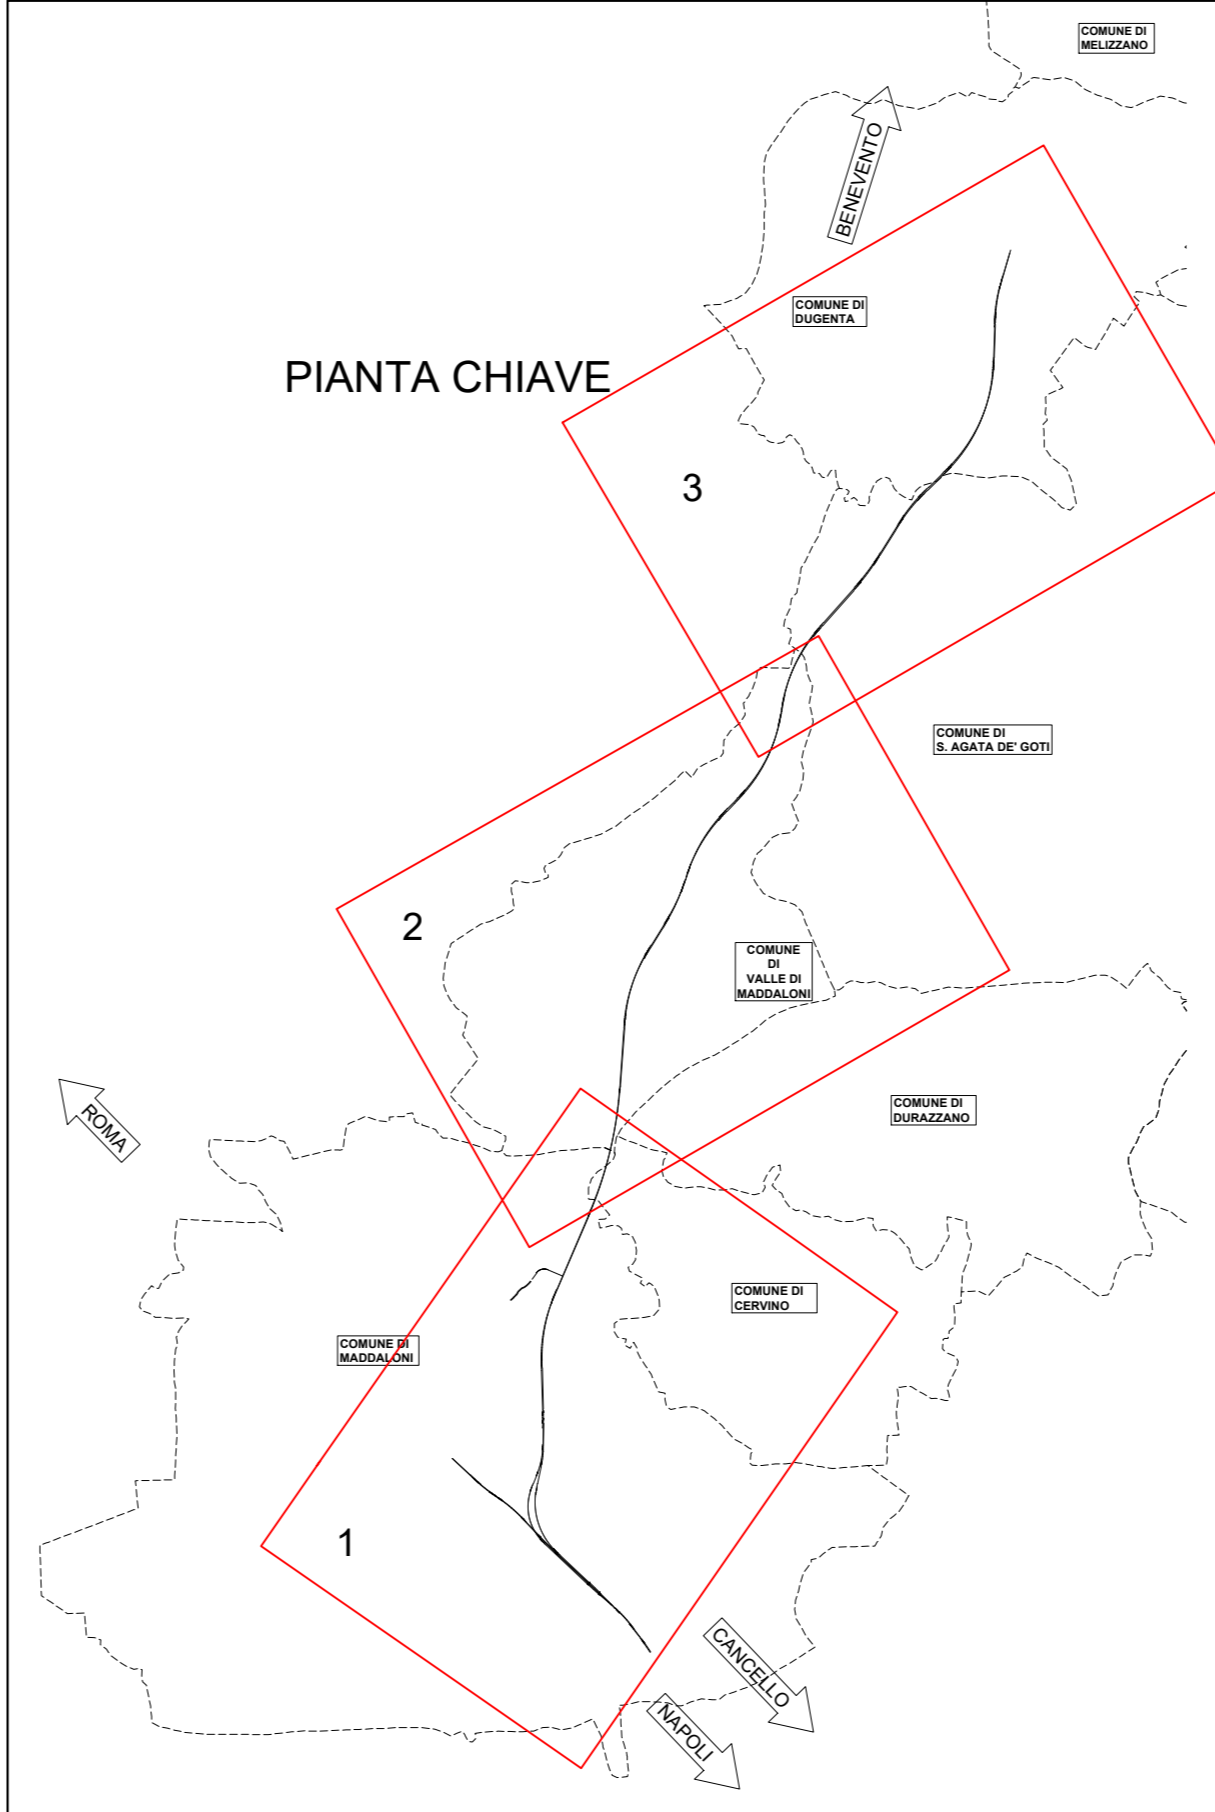 COMUNE DI
MELIZZANO
BENEVENTO
COMUNE DI
DUGENTA
PIANTA CHIAVE
3
COMUNE DI
S. AGATA DE' GOTI
2
COMUNE
DI
VALLE DI
MADDALONI
ROMA
COMUNE DI
DURAZZANO
COMUNE DI
CERVINO
COMUNE DI
MADDALONI
1
CANCELLO
NAPOLI